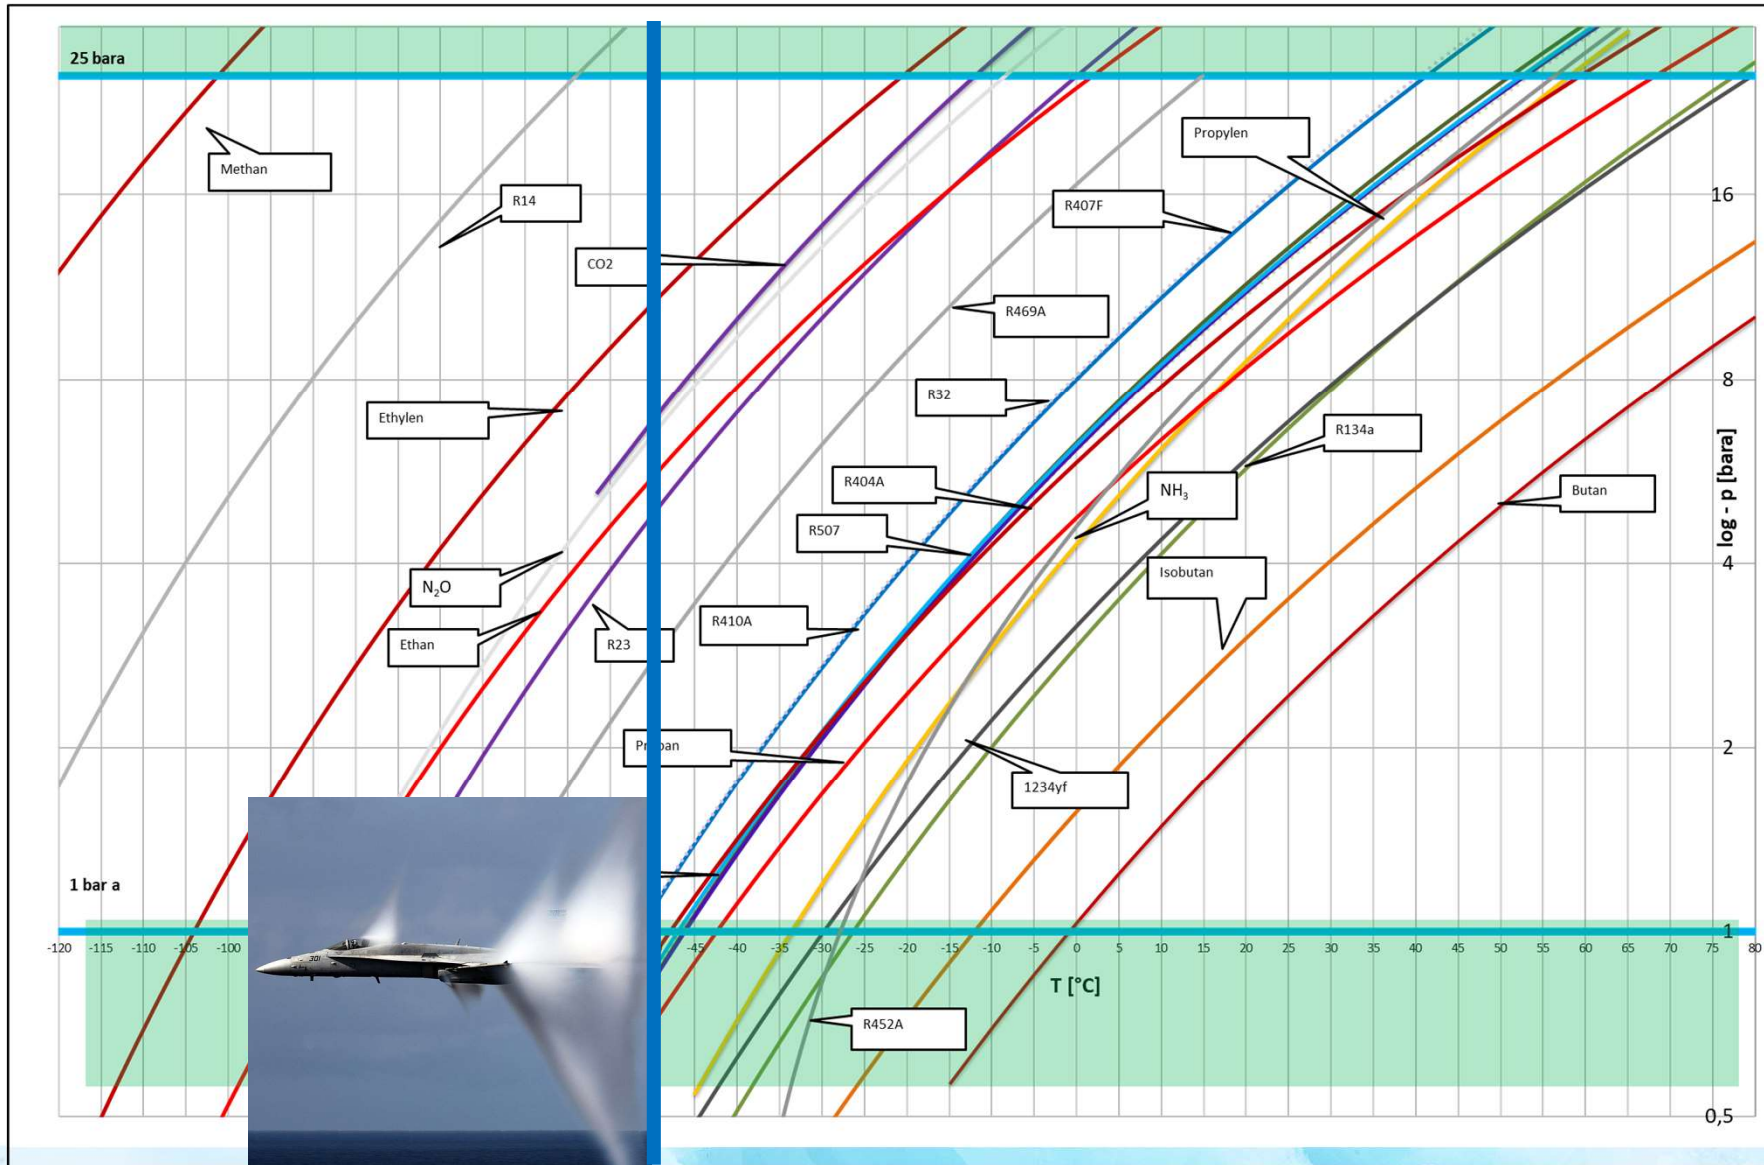 25 bara
Methan
R14
Propylen
16
R407F
CO2
R469A
8
R32
Ethylen
R134a
log - p [bara]
R404A
NH₃
Butan
R507
4
Isobutan
N₂O
R410A
Ethan
R23
2
1234yf
1 bar a
1
-120 -115 -110 -105 -100 -45 -40 -35 -30 -25 -20 -15 -10 -5 0 5 10 15 20 25 30 35 40 45 50 55 60 65 70 75 80
T [°C]
301
R452A
0,5